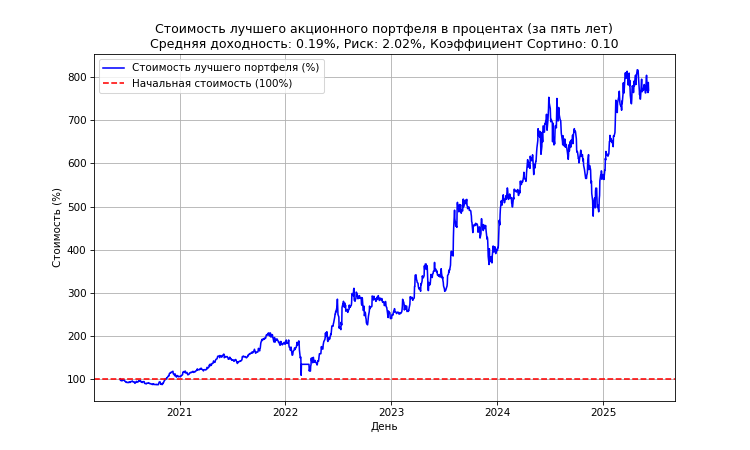 Стоимость лучшего акционного портфеля в процентах (за пять лет)
Средняя доходность: 0.19%, Риск: 2.02%, Коэффициент Сортино: 0.10
Стоимость лучшего портфеля (%)
Начальная стоимость (100%)
Стоимость (%)
800
700
600
500
400
300
200
100
2021
2022
2023
2024
2025
День